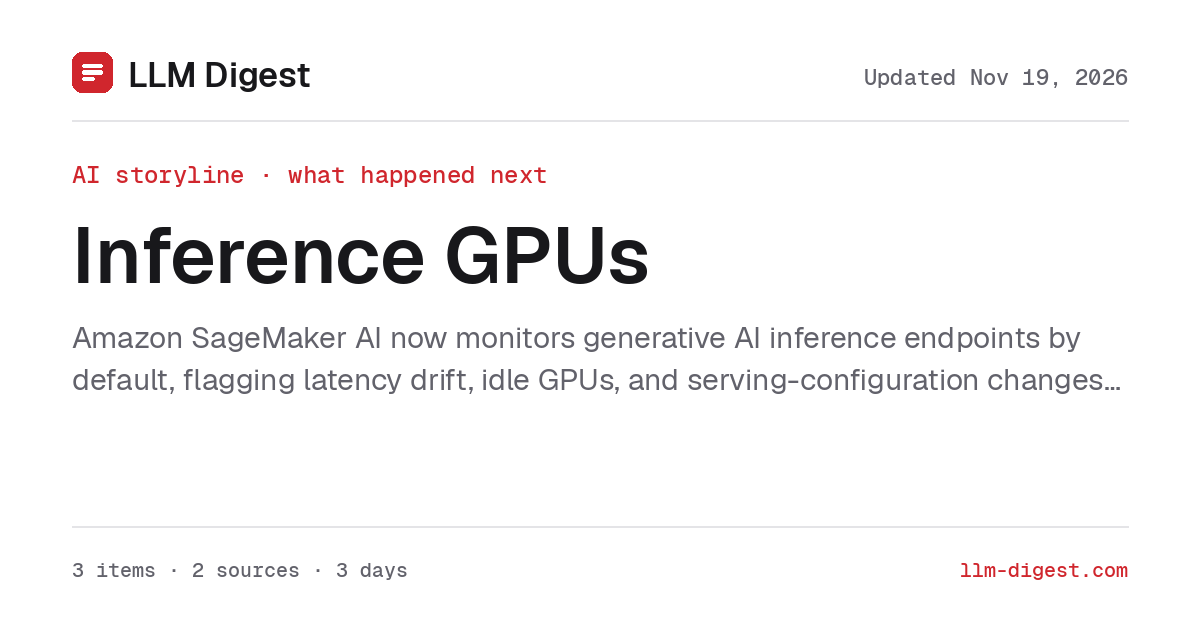 LLM Digest
Updated Nov 19, 2026
AI storyline · what happened next
Inference GPUs
Amazon SageMaker AI now monitors generative AI inference endpoints by
default, flagging latency drift, idle GPUs, and serving-configuration changes…
3 items · 2 sources · 3 days
llm-digest.com